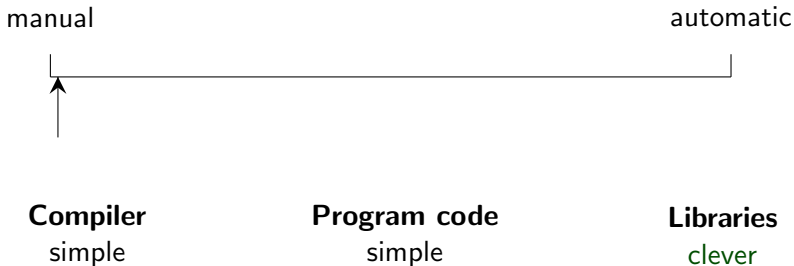 manual automatic
Compiler Program code Libraries
simple simple clever